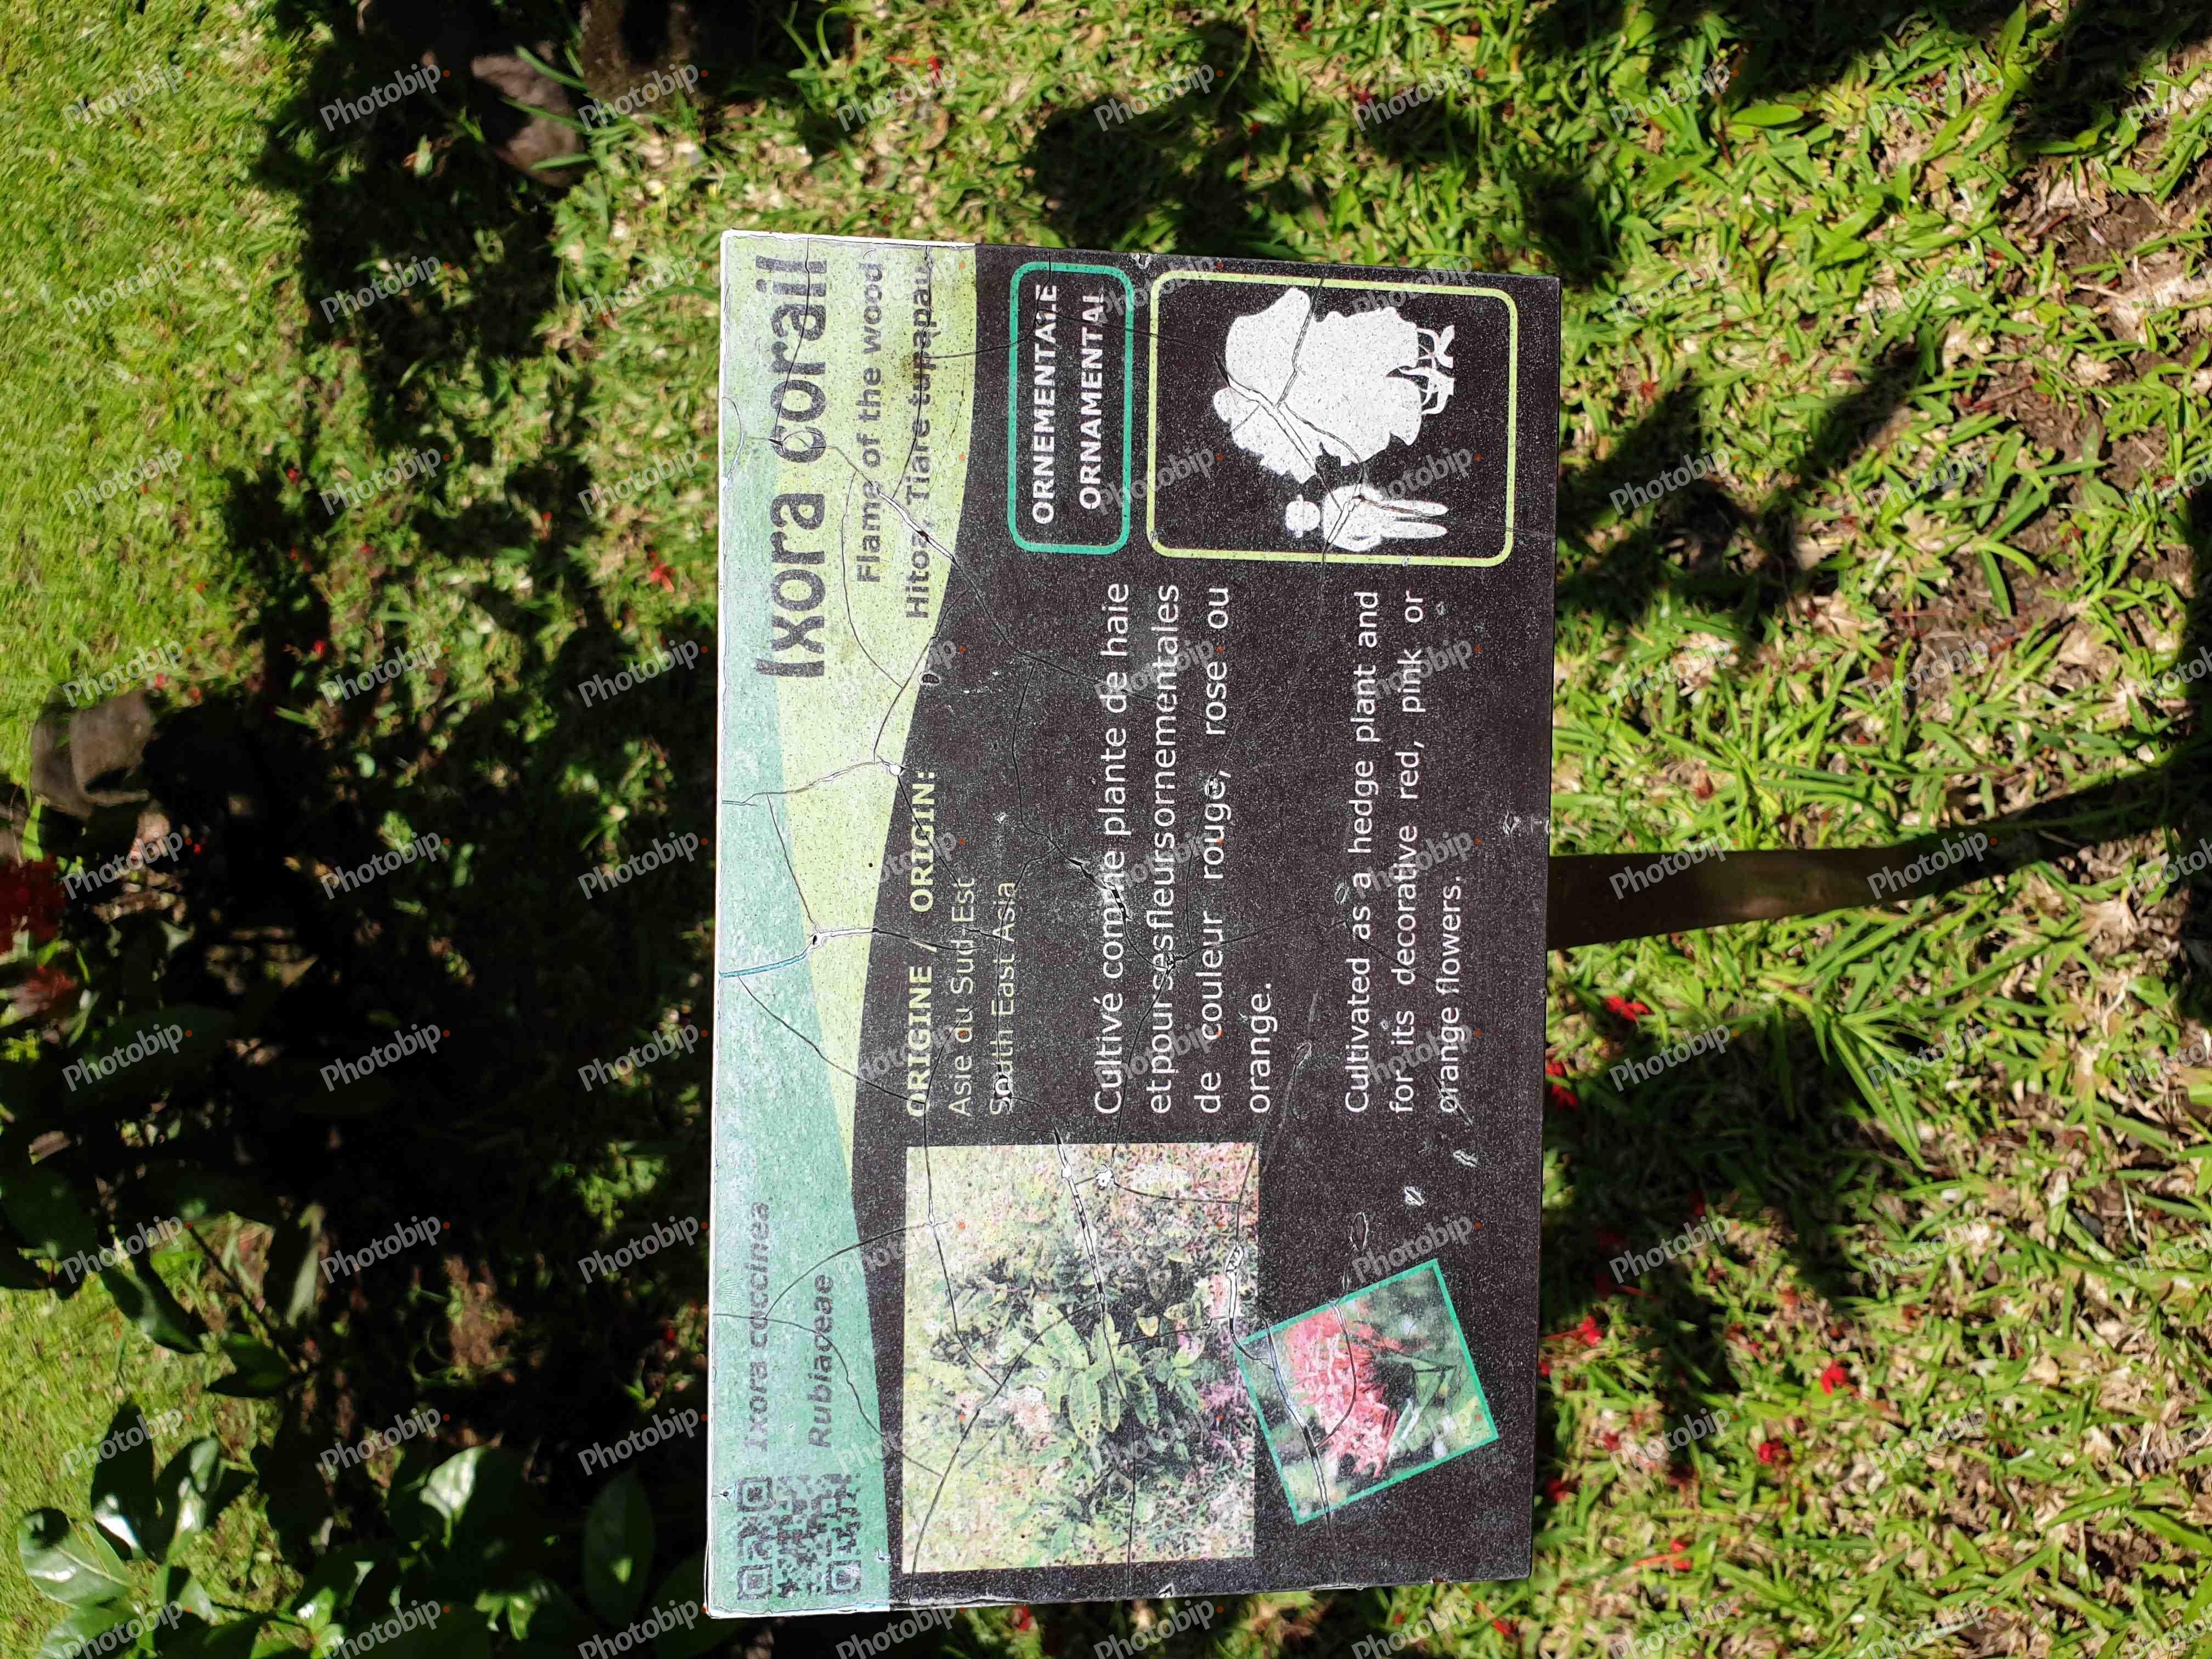 Ixora coccinea
Rubiaceae
Ixora corail
Flame of the wood
Hitoa, Tiare tupapau
ORIGINE / ORIGIN:
Asie du Sud-Est
South East Asia
ORNEMENTALE
ORNAMENTAL
Cultivé comme plante de haie
et pour ses fleurs ornementales
de couleur rouge, rose ou
orange.
Cultivated as a hedge plant and
for its decorative red, pink or
orange flowers.
Photobip